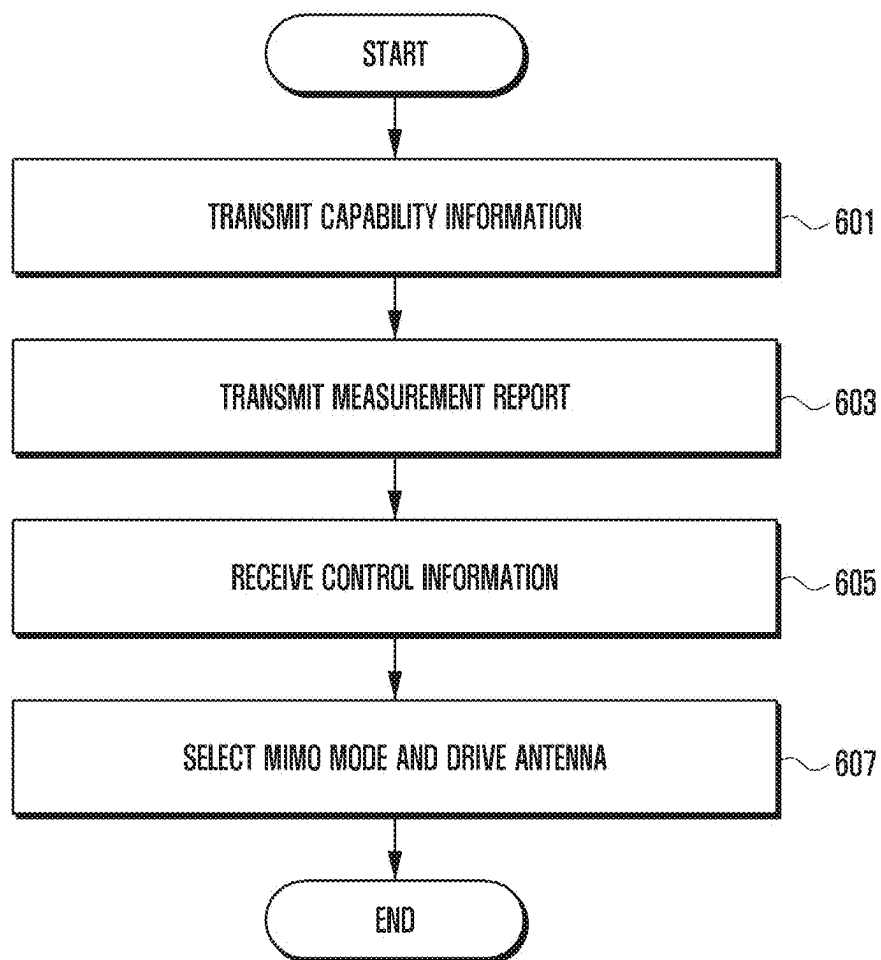 START
TRANSMIT CAPABILITY INFORMATION
601
TRANSMIT MEASUREMENT REPORT
603
RECEIVE CONTROL INFORMATION
605
SELECT MIMO MODE AND DRIVE ANTENNA
607
END